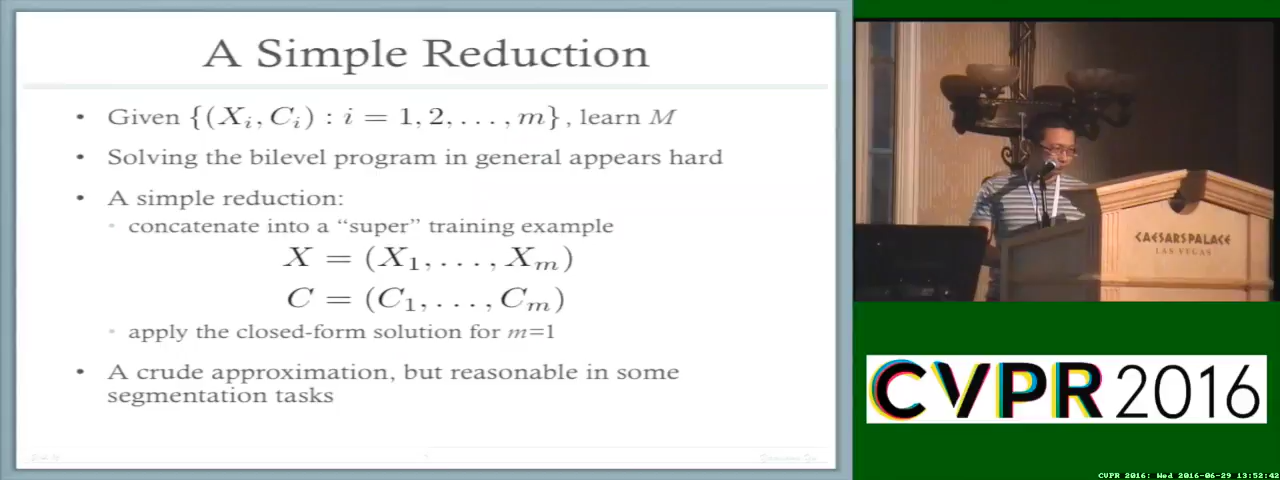 A Simple Reduction
• Given {(X_i, C_i) : i = 1, 2, . . . , m}, learn M
• Solving the bilevel program in general appears hard
• A simple reduction:
• concatenate into a “super” training example
X = (X_1, . . . , X_m)
C = (C_1, . . . , C_m)
• apply the closed-form solution for m=1
• A crude approximation, but reasonable in some
segmentation tasks
CAESARS PALACE
LAS VEGAS
CVPR 2016
CVPR 2016: Wed 2016-06-29 13:52:42